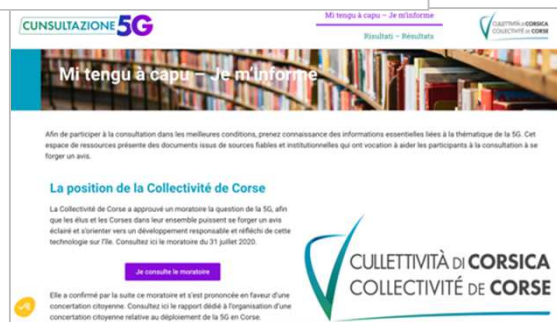 CUNSULTAZIONE 5G
Mi tengu à capu – Je m'informe
Risultati – Résultats
CULLETTIVITÀ DI CORSICA
COLLECTIVITÉ DE CORSE
Mi tengu à capu – Je m'informe
Afin de participer à la consultation dans les meilleures conditions, prenez connaissance des informations essentielles liées à la thématique de la 5G. Cet
espace de ressources présente des documents issus de sources fiables et institutionnelles qui ont vocation à aider les participants à la consultation à se
forger un avis.
La position de la Collectivité de Corse
La Collectivité de Corse a approuvé un moratoire la question de la 5G, afin
que les élus et les Corses dans leur ensemble puissent se forger un avis
éclairé et s'orienter vers un développement responsable et réfléchi de cette
technologie sur l'île. Consultez ici le moratoire du 31 juillet 2020.
Je consulte le moratoire
Elle a confirmé par la suite ce moratoire et s'est prononcée en faveur d'une
concertation citoyenne. Consultez ici le rapport dédié à l'organisation d'une
concertation citoyenne relative au déploiement de la 5G en Corse.
CULLETTIVITÀ DI CORSICA
COLLECTIVITÉ DE CORSE